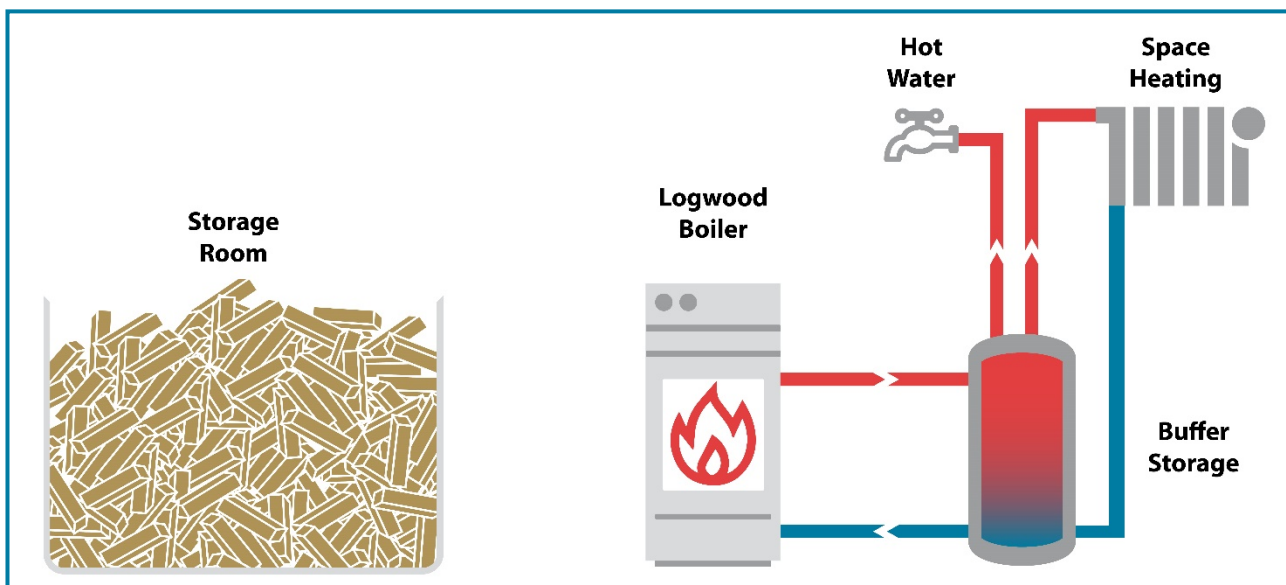 Hot
Water
Space
Heating
Logwood
Boiler
Storage
Room
Buffer
Storage